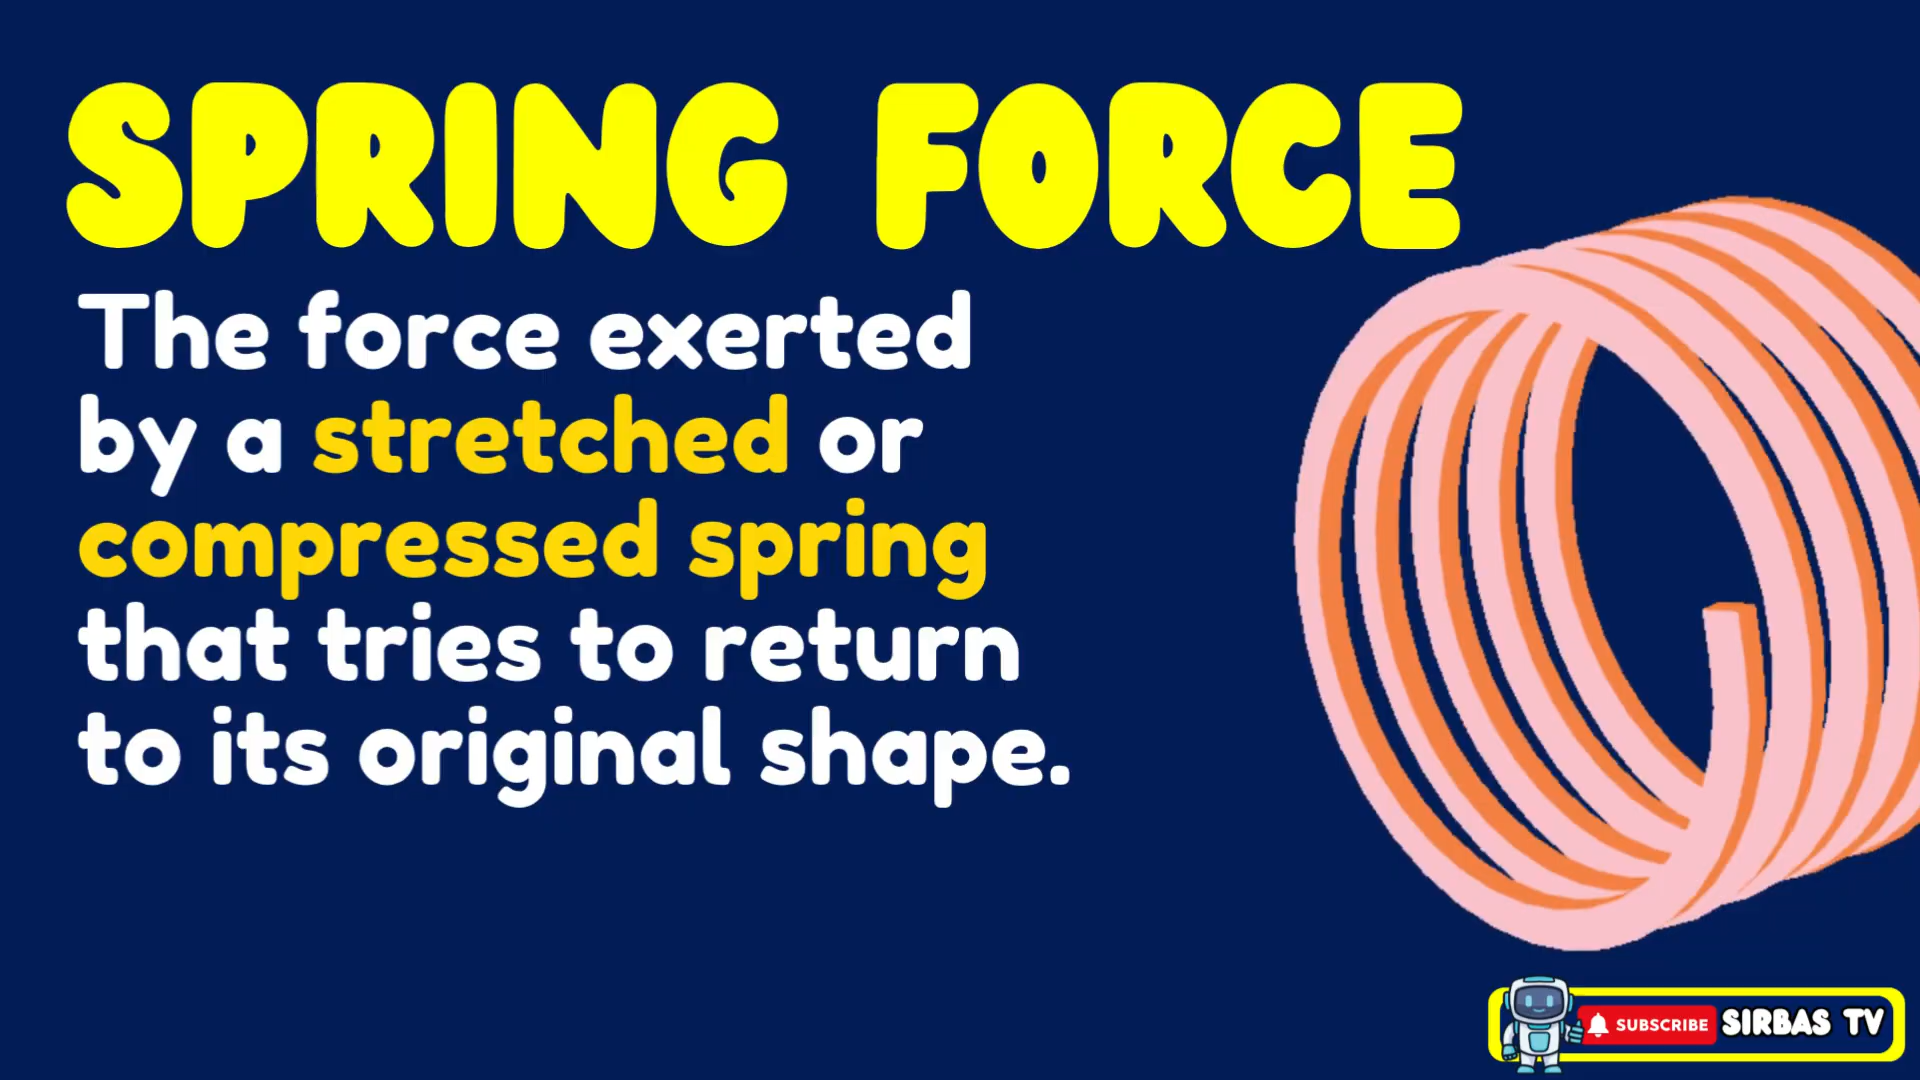 SPRING FORCE
The force exerted
by a stretched or
compressed spring
that tries to return
to its original shape.
SUBSCRIBE SIRBAS TV